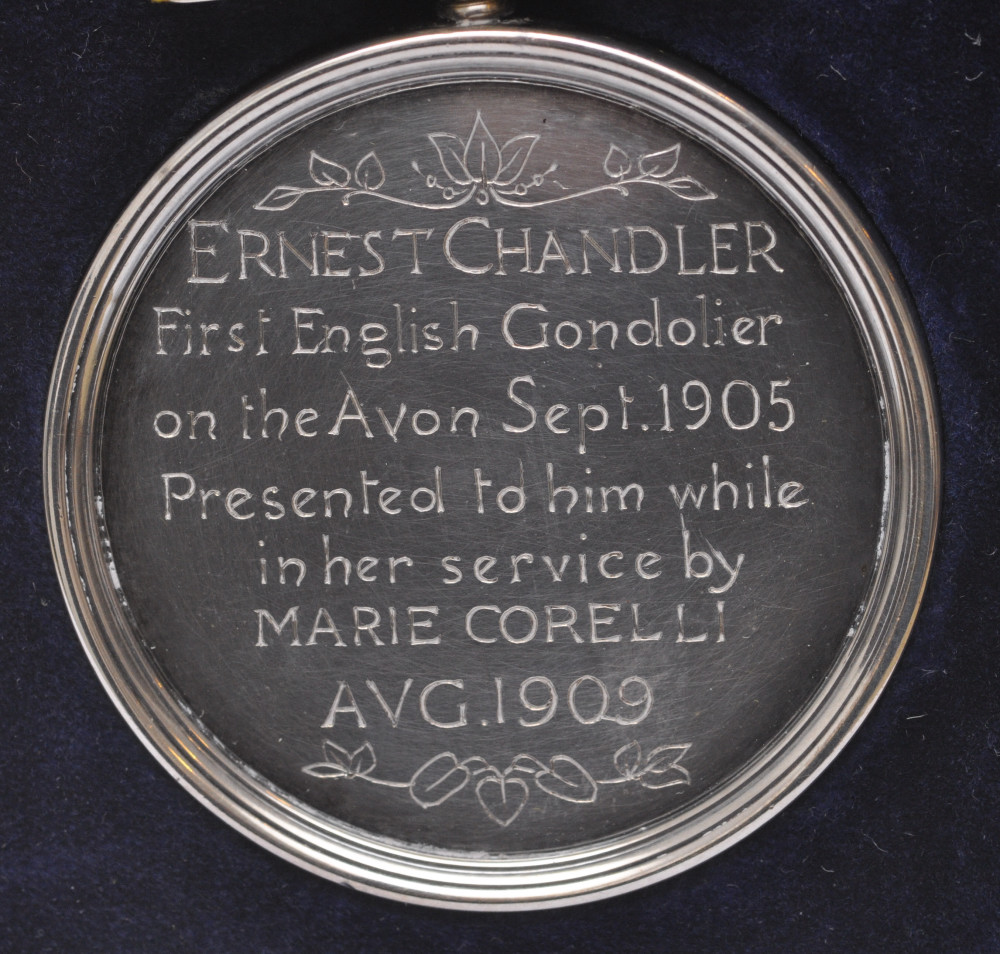 ERNEST CHANDLER
First English Gondolier
on the Avon Sept. 1905
Presented to him while
in her service by
MARIE CORELLI
AVG. 1909